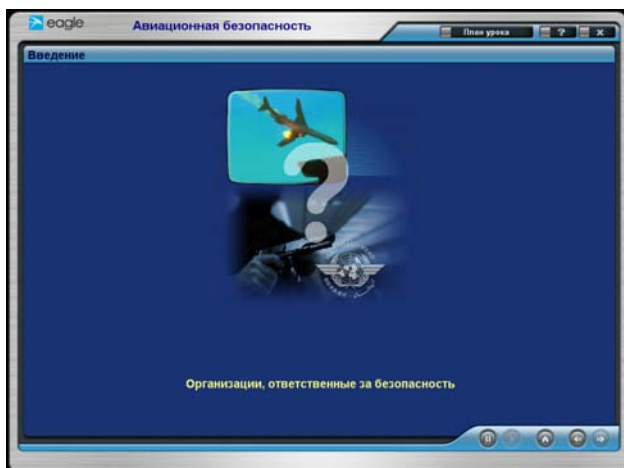 eagle
Авиационная безопасность
План урока
?
x
Введение
?
Организации, ответственные за безопасность